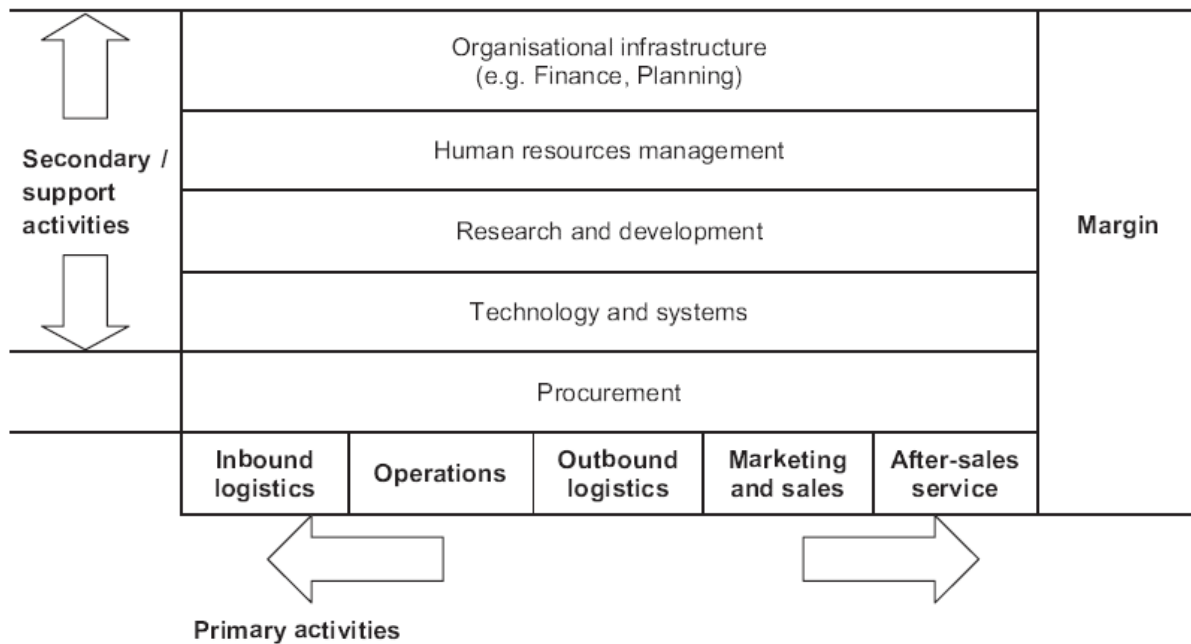 Organisational infrastructure
(e.g. Finance, Planning)
Secondary /
support
activities
Human resources management
Research and development
Margin
Technology and systems
Procurement
Inbound
logistics
Operations
Outbound
logistics
Marketing
and sales
After-sales
service
Primary activities